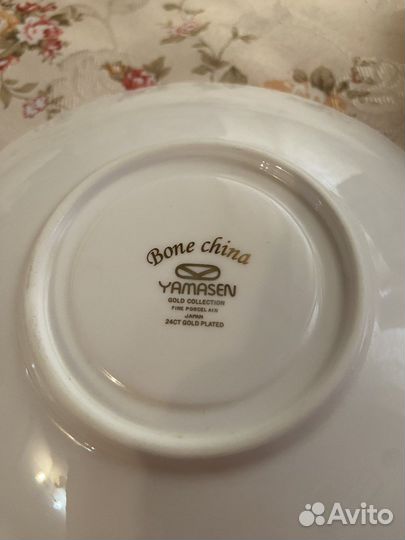 Bone china
YAMASEN
GOLD COLLECTION
FINE PORCELAIN
JAPAN
24CT GOLD PLATED
Avito